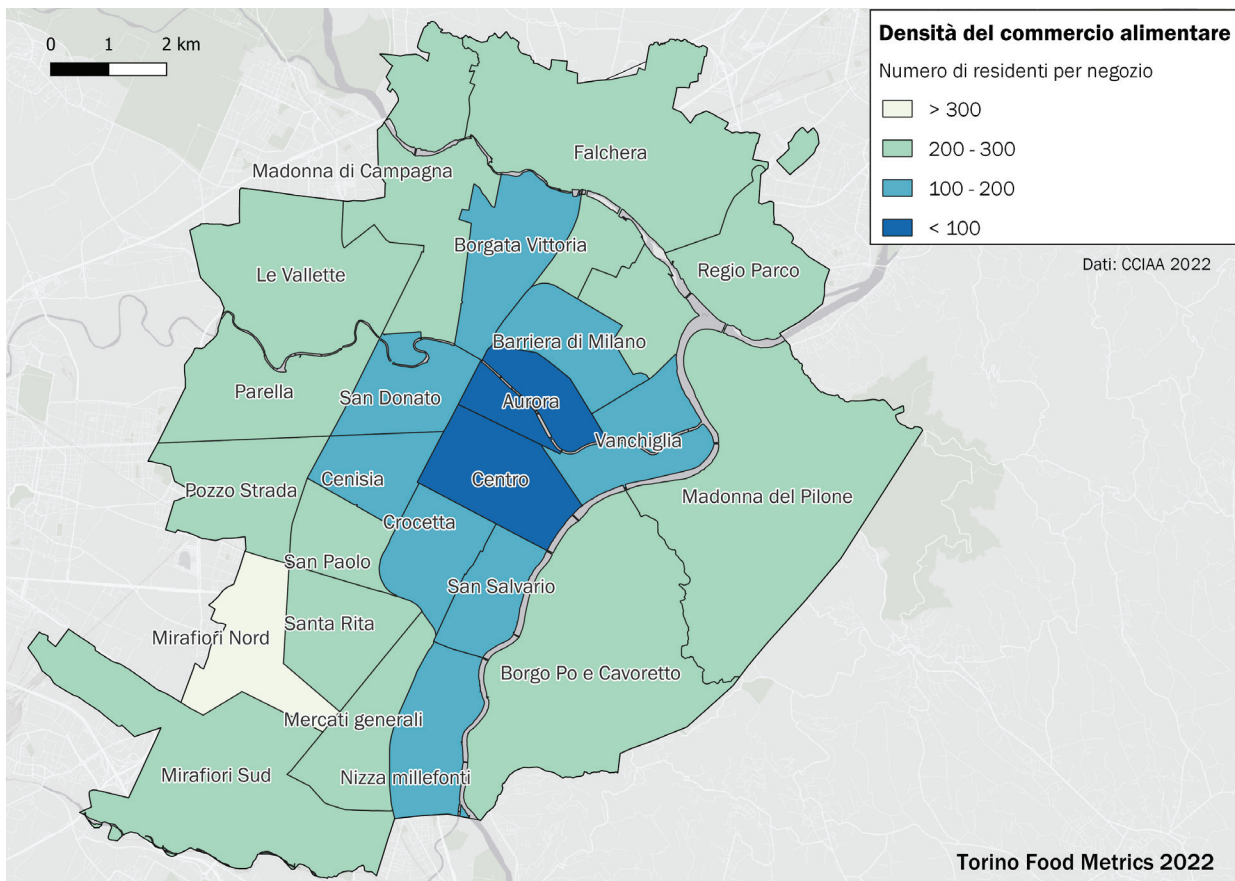 0 1 2 km
Densità del commercio alimentare
Numero di residenti per negozio
> 300
200 - 300
100 - 200
< 100
Dati: CCIAA 2022
Falchera
Madonna di Campagna
Borgata Vittoria
Le Vallette
Regio Parco
Barriera di Milano
Parella
San Donato
Aurora
Vanchiglia
Cenisia
Centro
Pozzo Strada
Madonna del Pilone
Crocetta
San Paolo
San Salvario
Santa Rita
Mirafiori Nord
Borgo Po e Cavoretto
Mercati generali
Mirafiori Sud
Nizza millefonti
Torino Food Metrics 2022